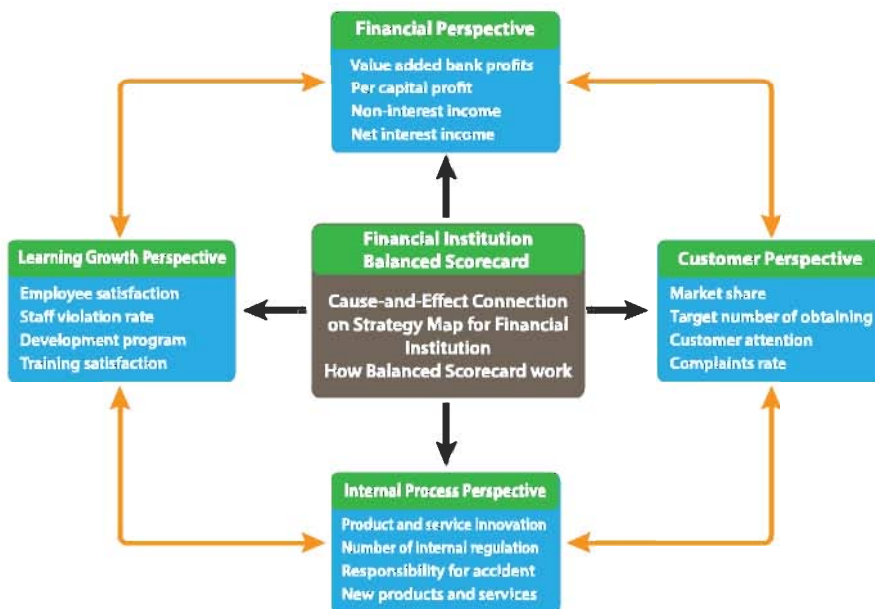 Financial Perspective
Value added bank profits
Per capital profit
Non-interest income
Net interest income
Learning Growth Perspective
Employee satisfaction
Staff violation rate
Development program
Training satisfaction
Financial Institution
Balanced Scorecard
Cause-and-Effect Connection
on Strategy Map for Financial
Institution
How Balanced Scorecard work
Customer Perspective
Market share
Target number of obtaining
Customer attention
Complaints rate
Internal Process Perspective
Product and service innovation
Number of internal regulation
Responsibility for accident
New products and services